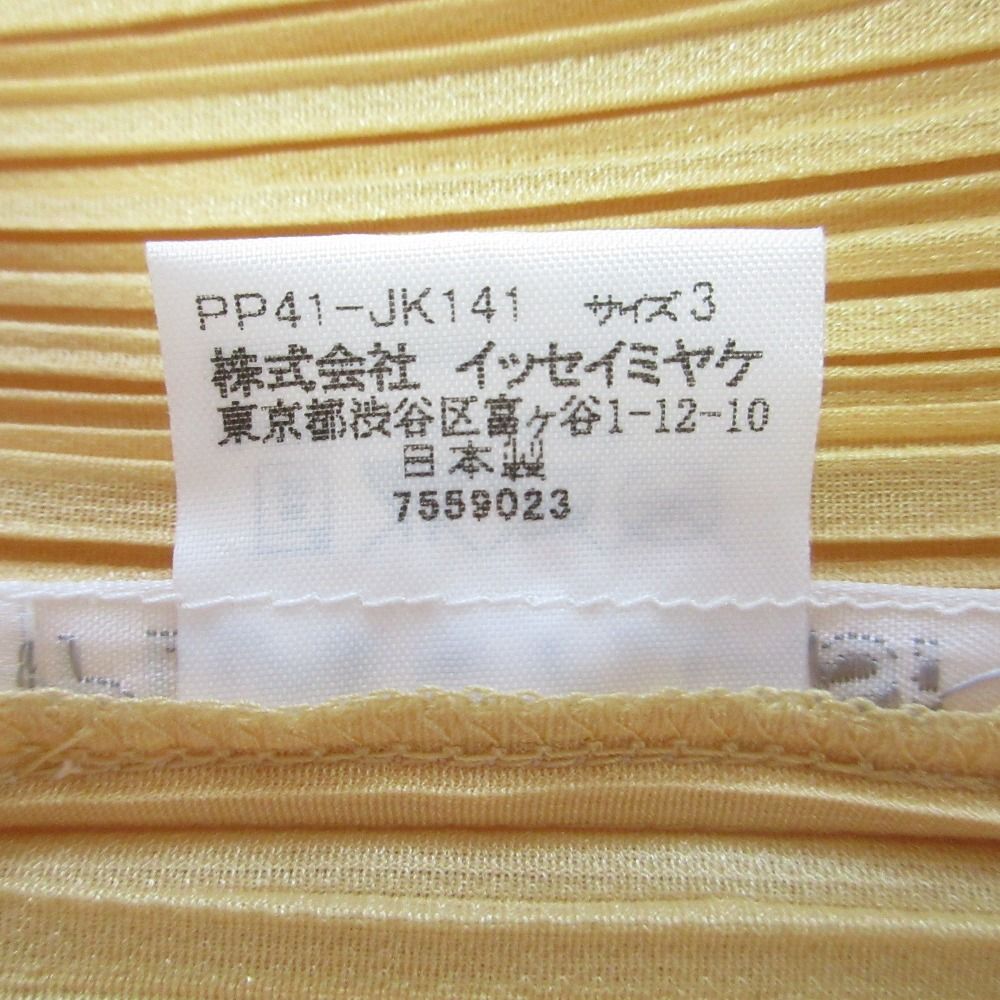 PP41-JK141 サイズ3
株式会社 イッセイミヤケ
東京都渋谷区富ヶ谷1-12-10
日本製
7559023